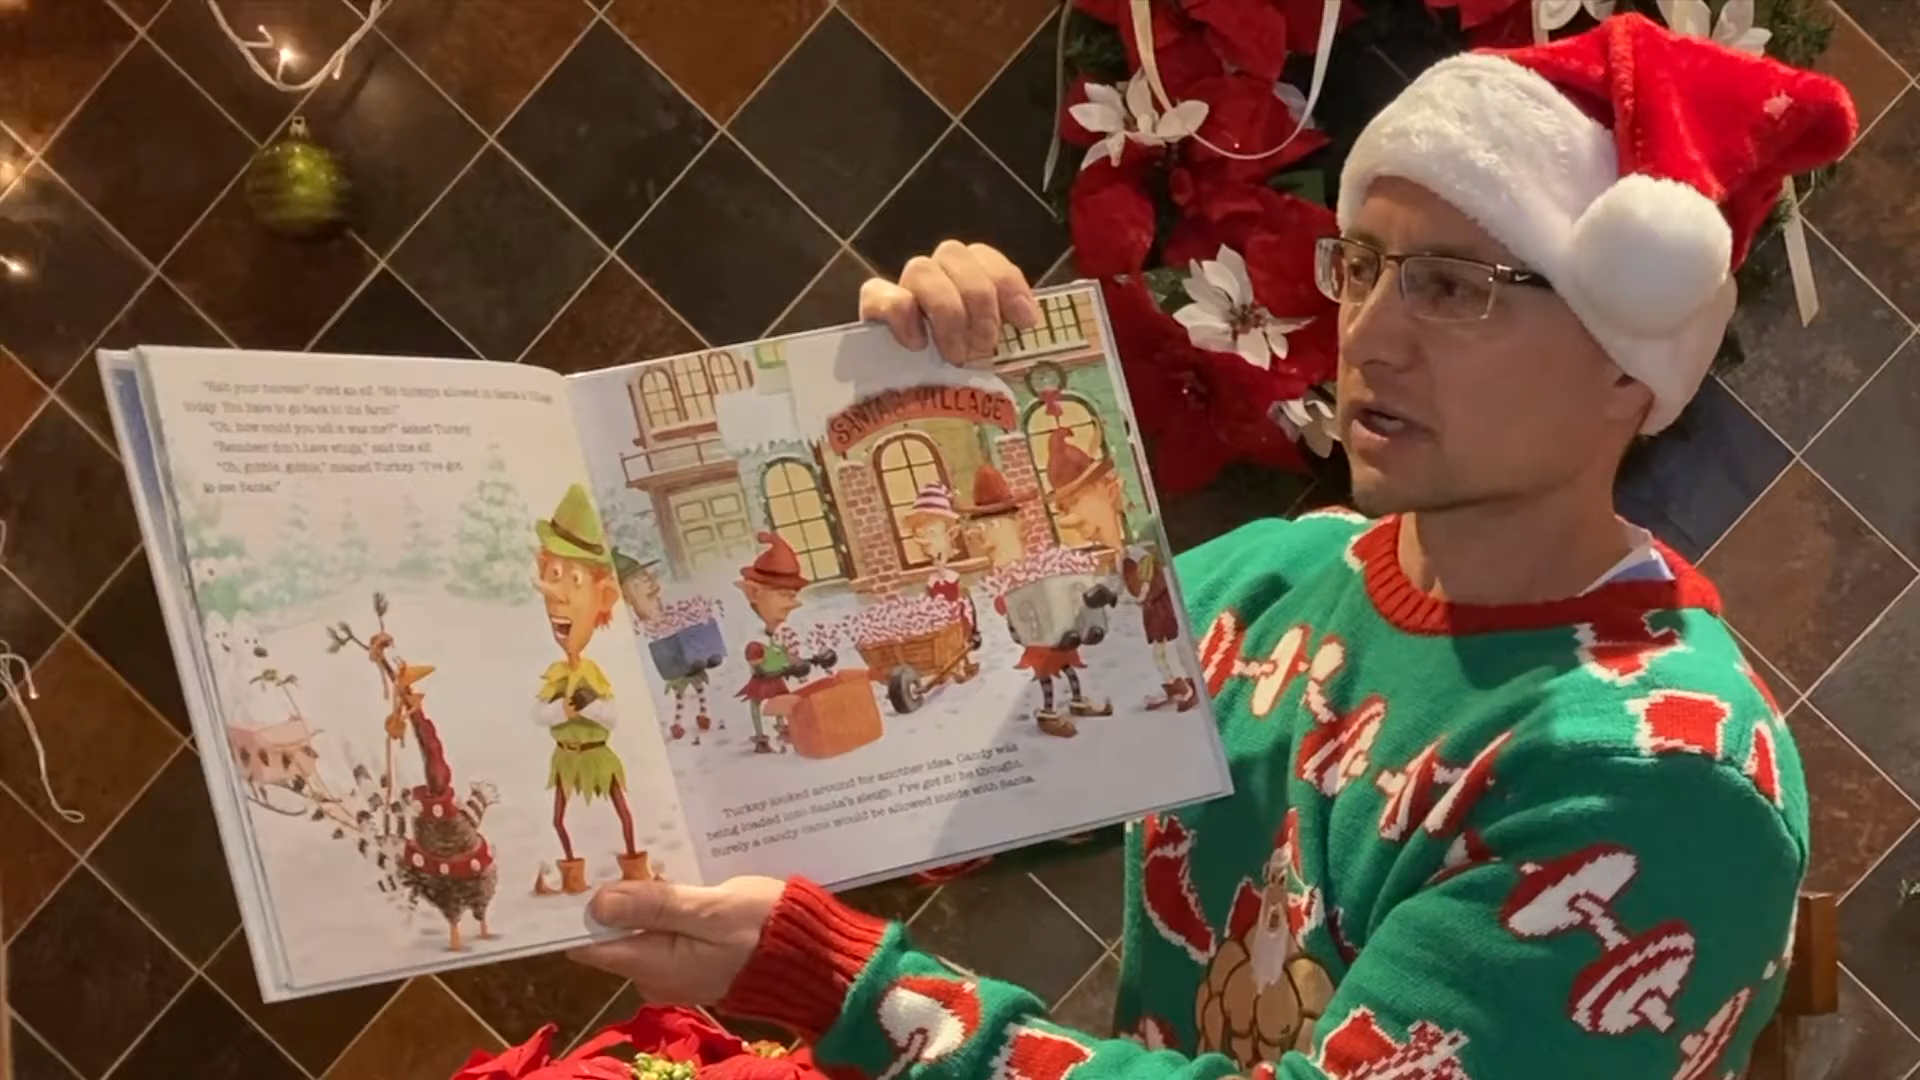 "Halt your hooves!" cried an elf. "No turkeys allowed in Santa's Village
today. You have to go back to the farm!"
"Oh, how could you tell it was me?" asked Turkey.
"Reindeer don't have wings," said the elf.
"Oh, gobble, gobble," moaned Turkey. "I've got
to see Santa!"
SANTA'S VILLAGE
Turkey looked around for another idea. Candy was
being loaded into Santa's sleigh. I've got it! he thought.
Surely a candy cane would be allowed inside with Santa.